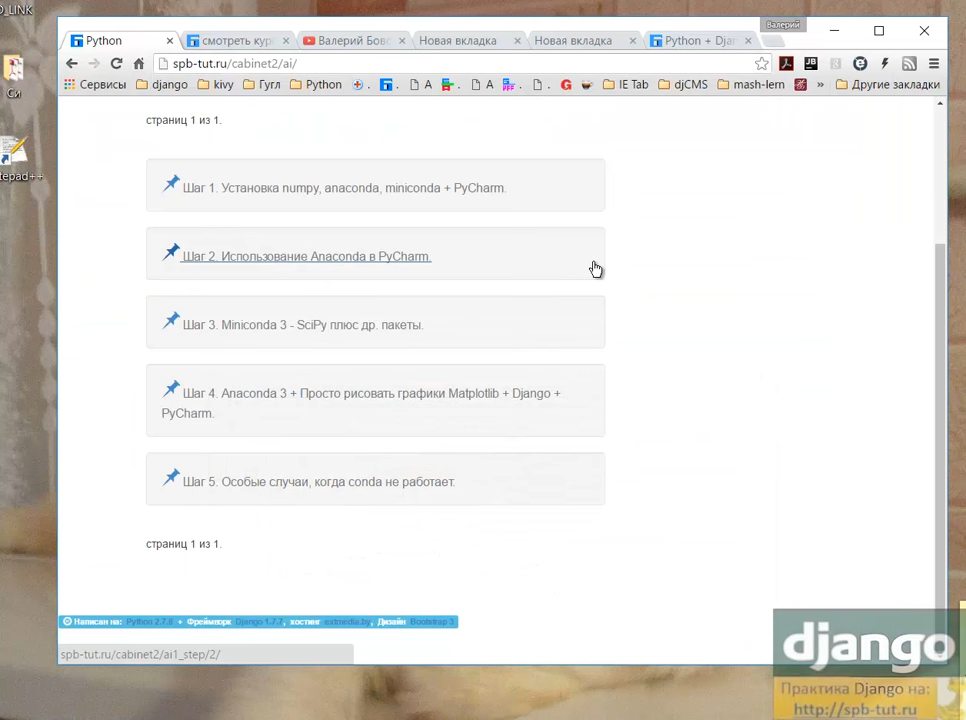 O_LINK
Си
tepad++
Валерий
Python
смотреть кур
Валерий Бов
Новая вкладка
Новая вкладка
Python + Dja
spb-tut.ru/cabinet2/ai/
Сервисы django kivy Гугл Python . A A . G IE Tab djCMS mash-lern » Другие закладки
страниц 1 из 1.
Шаг 1. Установка numpy, anaconda, miniconda + PyCharm.
Шаг 2. Использование Anaconda в PyCharm.
Шаг 3. Miniconda 3 - SciPy плюс др. пакеты.
Шаг 4. Anaconda 3 + Просто рисовать графики Matplotlib + Django +
PyCharm.
Шаг 5. Особые случаи, когда conda не работает.
страниц 1 из 1.
Написан на: Python 2.7.8 + Фреймворк Django 1.7.7, хостинг extmedia.by, Дизайн Bootstrap 3
spb-tut.ru/cabinet2/ai1_step/2/
django
Практика Django на:
http://spb-tut.ru